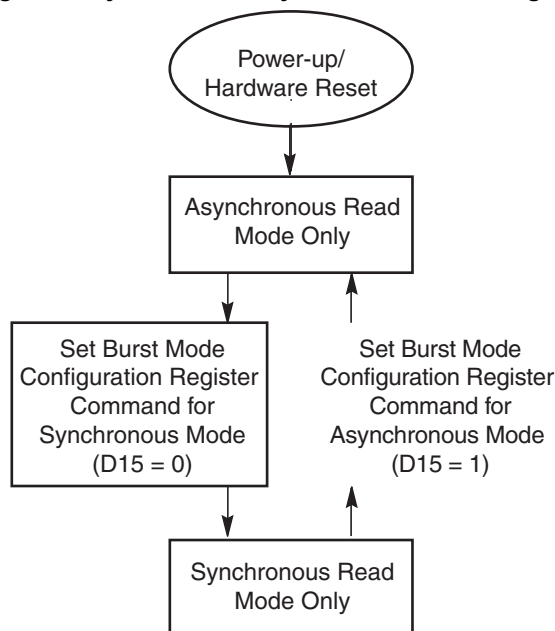 Power-up/
Hardware Reset
Asynchronous Read
Mode Only
Set Burst Mode
Configuration Register
Command for
Synchronous Mode
(D15 = 0)
Set Burst Mode
Configuration Register
Command for
Asynchronous Mode
(D15 = 1)
Synchronous Read
Mode Only